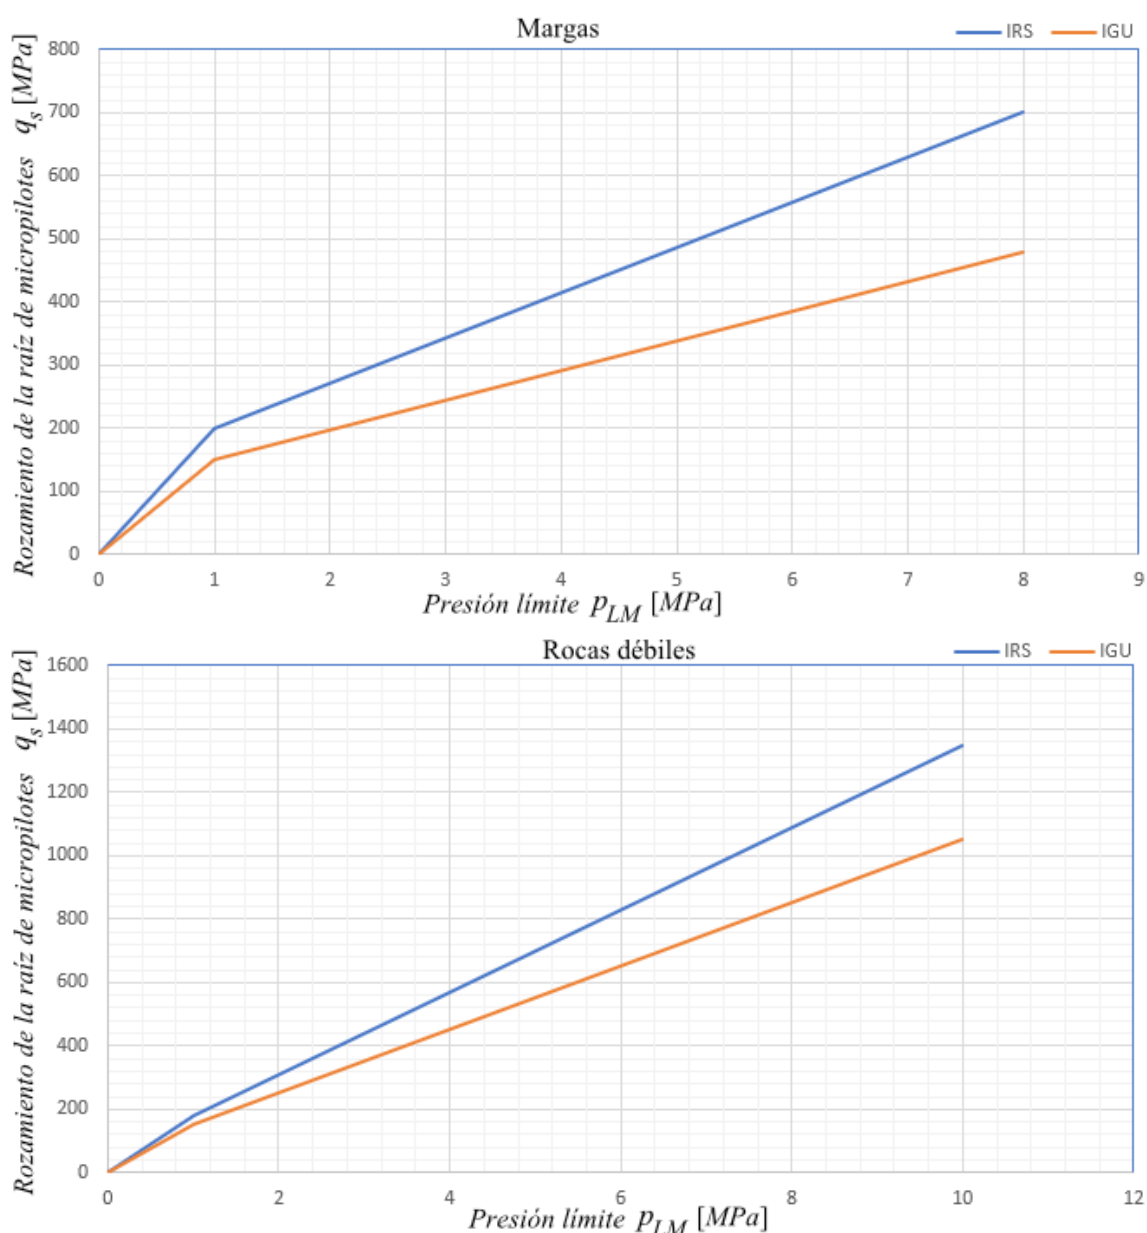 Margas
IRS IGU
Rozamiento de la raíz de micropilotes q_s [MPa]
800
700
600
500
400
300
200
100
0
0 1 2 3 4 5 6 7 8 9
Presión límite p_LM [MPa]
Rocas débiles
IRS IGU
Rozamiento de la raíz de micropilotes q_s [MPa]
1600
1400
1200
1000
800
600
400
200
0
0 2 4 6 8 10 12
Presión límite p_LM [MPa]